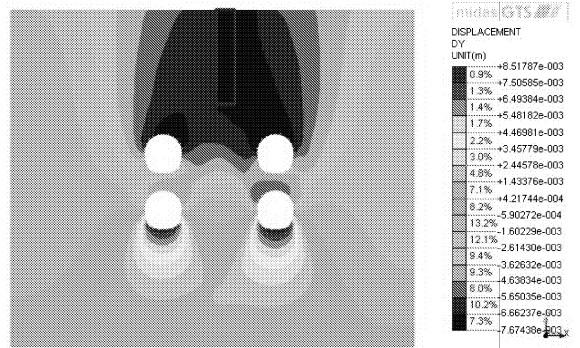 midas GTS
DISPLACEMENT
DY
UNIT(m)
+8.51787e-003
0.9%
+7.50585e-003
1.3%
+6.49384e-003
1.4%
+5.48182e-003
1.7%
+4.46981e-003
2.2%
+3.45779e-003
3.0%
+2.44578e-003
4.8%
+1.43376e-003
7.1%
+4.21744e-004
8.2%
-5.90272e-004
13.2%
-1.60229e-003
12.1%
-2.61430e-003
9.4%
-3.62632e-003
9.3%
-4.63834e-003
8.0%
-5.65035e-003
10.2%
-6.66237e-003
7.3%
-7.67438e-003
X